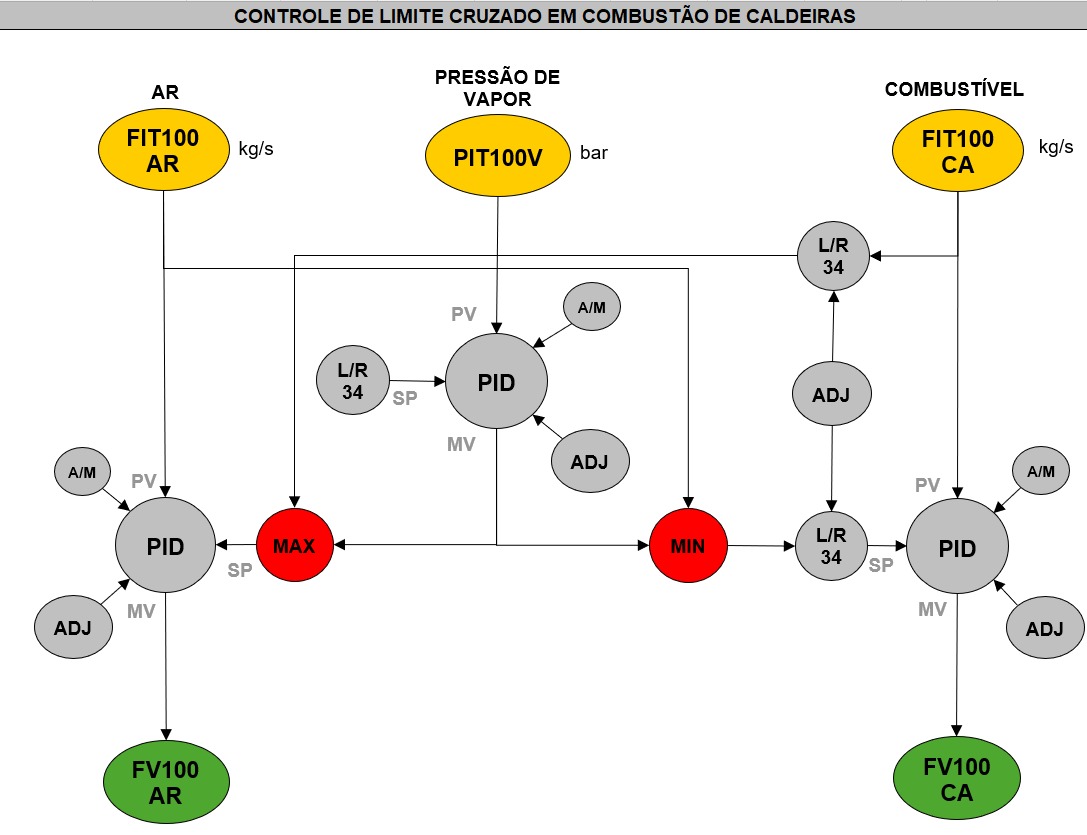 CONTROLE DE LIMITE CRUZADO EM COMBUSTÃO DE CALDEIRAS
AR
PRESSÃO DE
VAPOR
COMBUSTÍVEL
FIT100
AR
kg/s
PIT100V
bar
FIT100
CA
kg/s
L/R
34
PV
A/M
L/R
34
SP
PID
ADJ
MV
ADJ
A/M
PV
PID
SP
MAX
MIN
L/R
34
SP
PV
A/M
PID
MV
ADJ
MV
ADJ
FV100
AR
FV100
CA